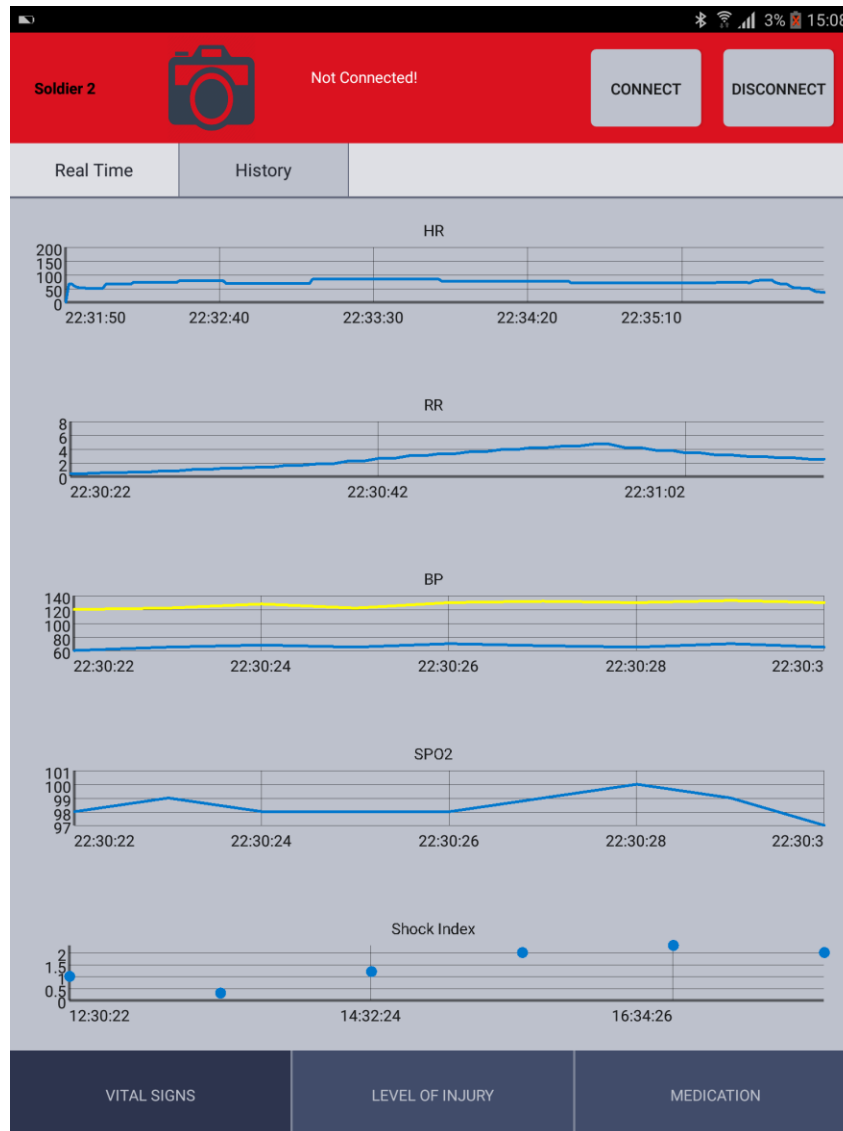 3% 15:08
Soldier 2
Not Connected!
CONNECT
DISCONNECT
Real Time
History
HR
200
150
100
50
0
22:31:50 22:32:40 22:33:30 22:34:20 22:35:10
RR
8
6
4
2
0
22:30:22 22:30:42 22:31:02
BP
140
120
100
80
60
22:30:22 22:30:24 22:30:26 22:30:28 22:30:3
SPO2
101
100
99
98
97
22:30:22 22:30:24 22:30:26 22:30:28 22:30:3
Shock Index
2
1.5
1
0.5
0
12:30:22 14:32:24 16:34:26
VITAL SIGNS
LEVEL OF INJURY
MEDICATION